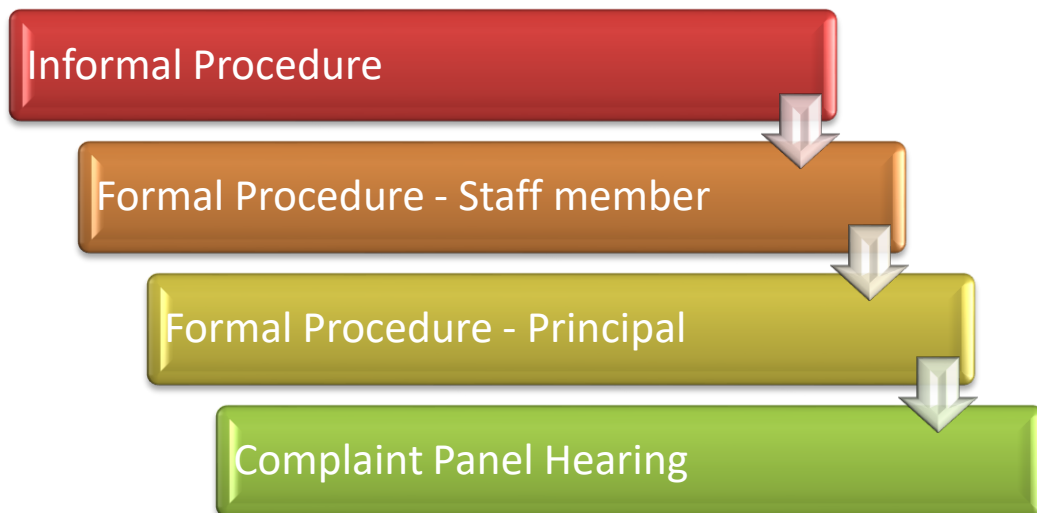 Informal Procedure
Formal Procedure - Staff member
Formal Procedure - Principal
Complaint Panel Hearing